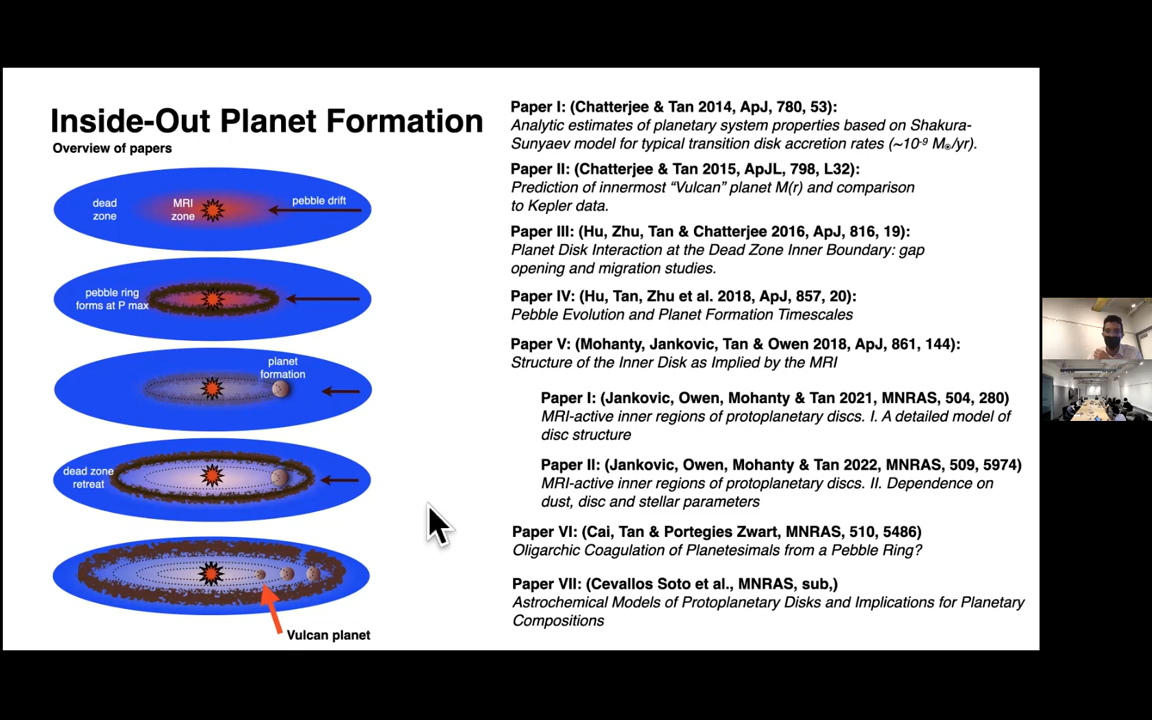 Inside-Out Planet Formation
Overview of papers
dead
zone
MRI
zone
pebble drift
pebble ring
forms at P max
planet
formation
dead zone
retreat
Vulcan planet
Paper I: (Chatterjee & Tan 2014, ApJ, 780, 53):
Analytic estimates of planetary system properties based on Shakura-
Sunyaev model for typical transition disk accretion rates (~10⁻⁹ M⊙/yr).
Paper II: (Chatterjee & Tan 2015, ApJL, 798, L32):
Prediction of innermost “Vulcan” planet M(r) and comparison
to Kepler data.
Paper III: (Hu, Zhu, Tan & Chatterjee 2016, ApJ, 816, 19):
Planet Disk Interaction at the Dead Zone Inner Boundary: gap
opening and migration studies.
Paper IV: (Hu, Tan, Zhu et al. 2018, ApJ, 857, 20):
Pebble Evolution and Planet Formation Timescales
Paper V: (Mohanty, Jankovic, Tan & Owen 2018, ApJ, 861, 144):
Structure of the Inner Disk as Implied by the MRI
Paper I: (Jankovic, Owen, Mohanty & Tan 2021, MNRAS, 504, 280)
MRI-active inner regions of protoplanetary discs. I. A detailed model of
disc structure
Paper II: (Jankovic, Owen, Mohanty & Tan 2022, MNRAS, 509, 5974)
MRI-active inner regions of protoplanetary discs. II. Dependence on
dust, disc and stellar parameters
Paper VI: (Cai, Tan & Portegies Zwart, MNRAS, 510, 5486)
Oligarchic Coagulation of Planetesimals from a Pebble Ring?
Paper VII: (Cevallos Soto et al., MNRAS, sub,)
Astrochemical Models of Protoplanetary Disks and Implications for Planetary
Compositions